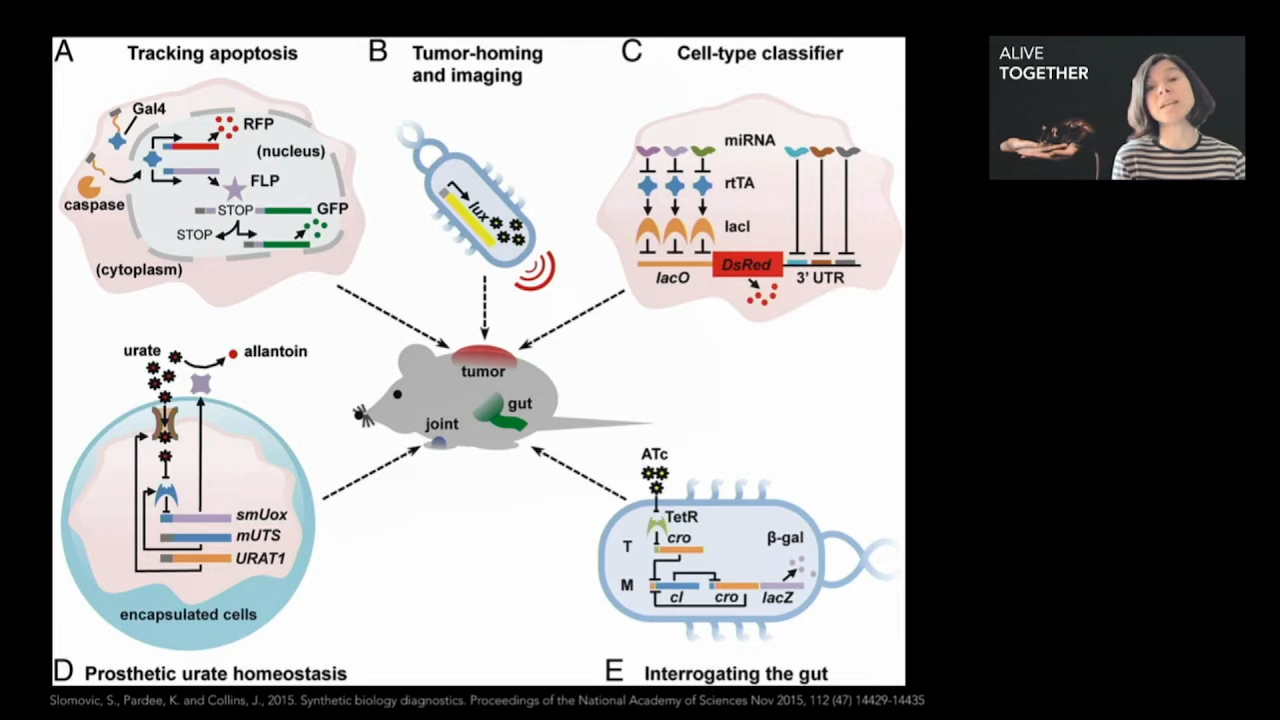 A
Tracking apoptosis
B
Tumor-homing
and imaging
C
Cell-type classifier
ALIVE
TOGETHER
Gal4
RFP
(nucleus)
FLP
caspase
STOP
GFP
STOP
(cytoplasm)
lux
miRNA
rtTA
lacI
lacO
DsRed
3' UTR
urate
allantoin
tumor
gut
joint
smUox
mUTS
URAT1
encapsulated cells
ATc
TetR
cro
T
β-gal
M
cI
cro
lacZ
D
Prosthetic urate homeostasis
E
Interrogating the gut
Slomovic, S., Pardee, K. and Collins, J., 2015. Synthetic biology diagnostics. Proceedings of the National Academy of Sciences Nov 2015, 112 (47) 14429-14435